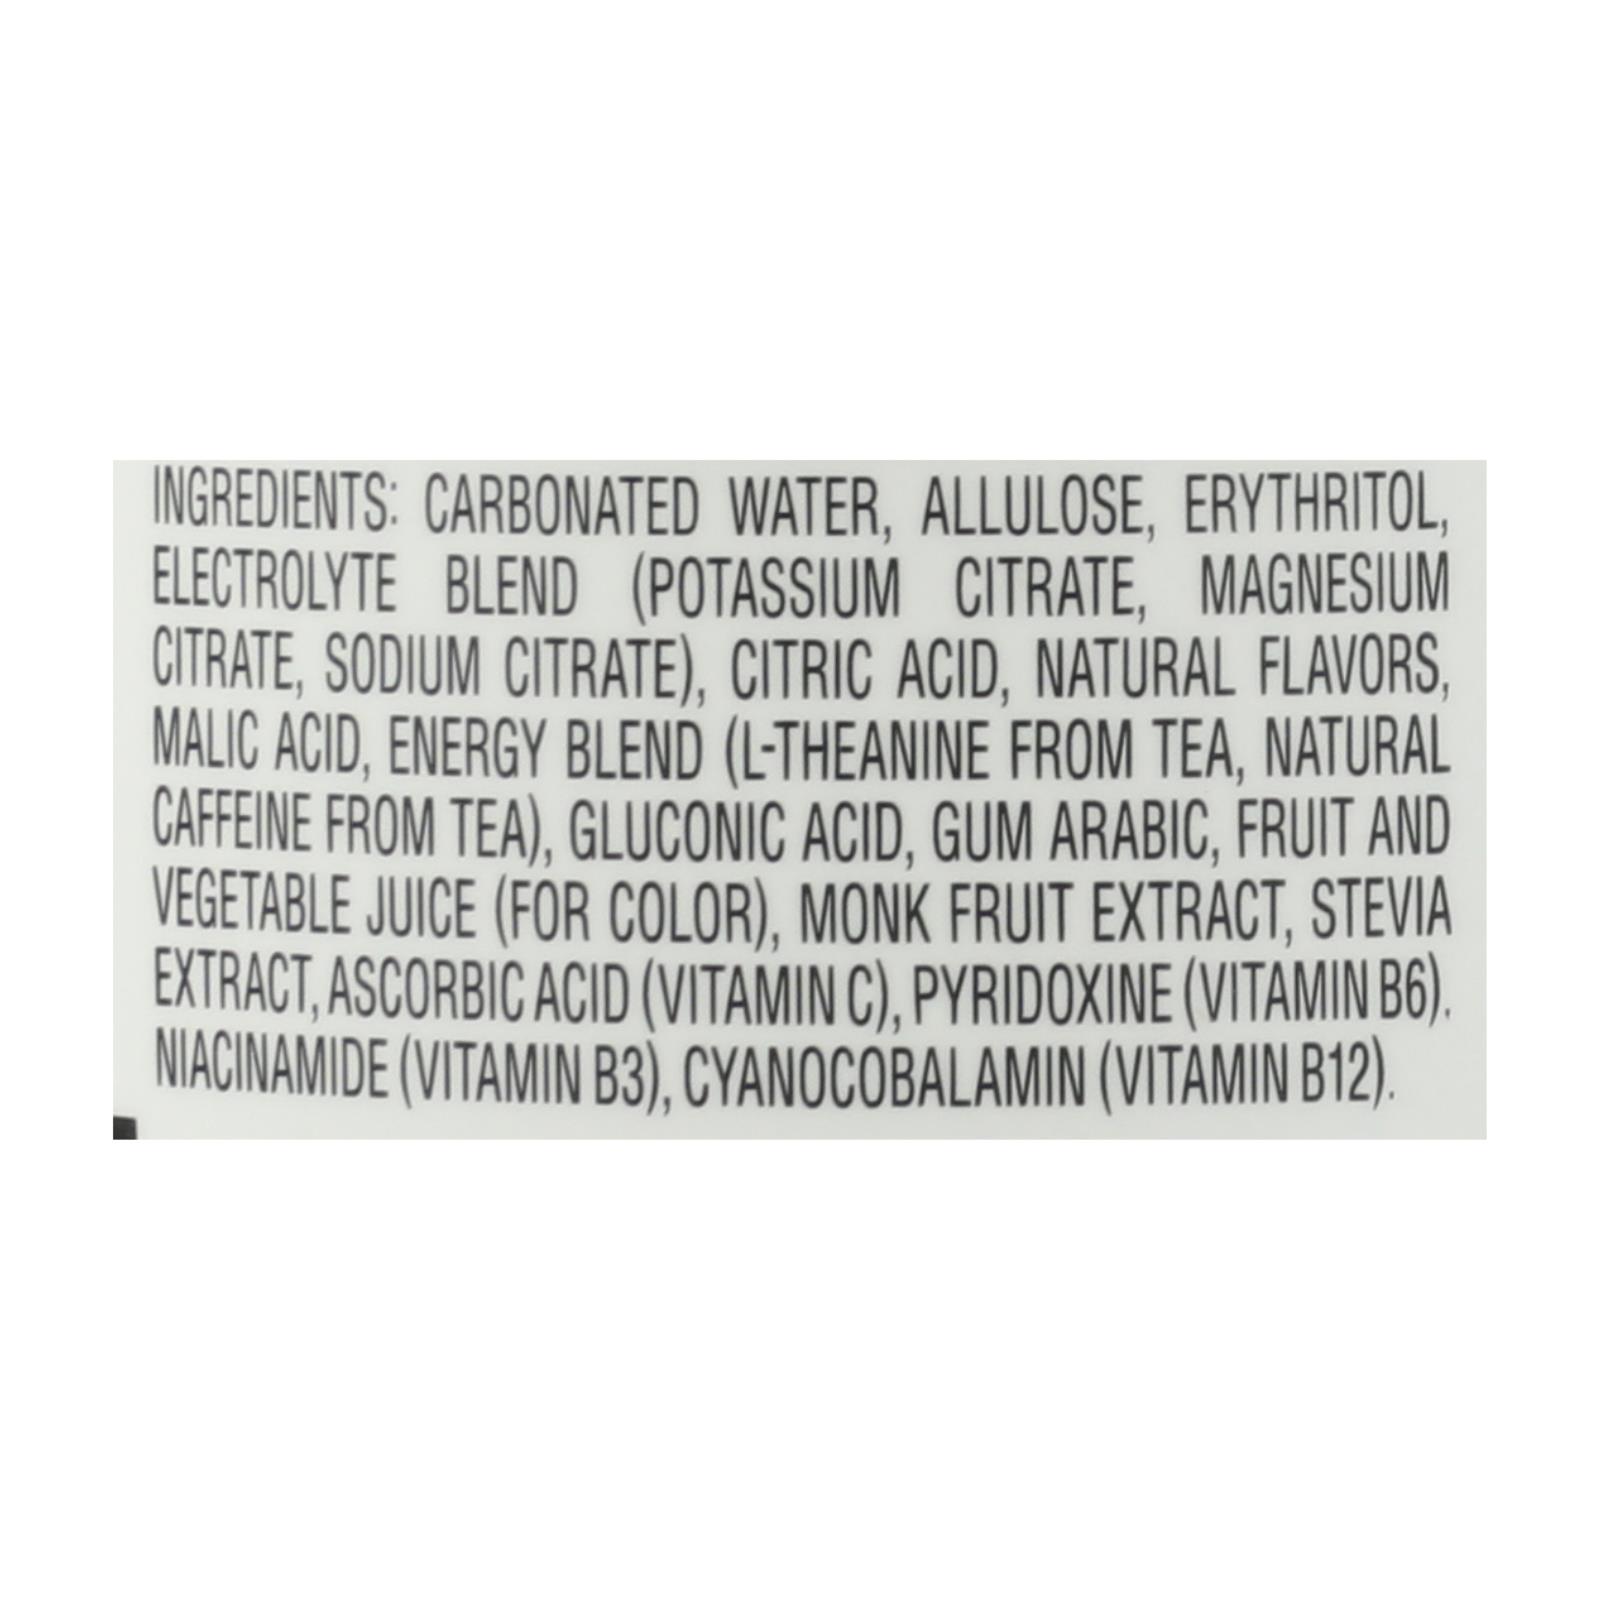 INGREDIENTS: CARBONATED WATER, ALLULOSE, ERYTHRITOL,
ELECTROLYTE BLEND (POTASSIUM CITRATE, MAGNESIUM
CITRATE, SODIUM CITRATE), CITRIC ACID, NATURAL FLAVORS,
MALIC ACID, ENERGY BLEND (L-THEANINE FROM TEA, NATURAL
CAFFEINE FROM TEA), GLUCONIC ACID, GUM ARABIC, FRUIT AND
VEGETABLE JUICE (FOR COLOR), MONK FRUIT EXTRACT, STEVIA
EXTRACT, ASCORBIC ACID (VITAMIN C), PYRIDOXINE (VITAMIN B6).
NIACINAMIDE (VITAMIN B3), CYANOCOBALAMIN (VITAMIN B12).